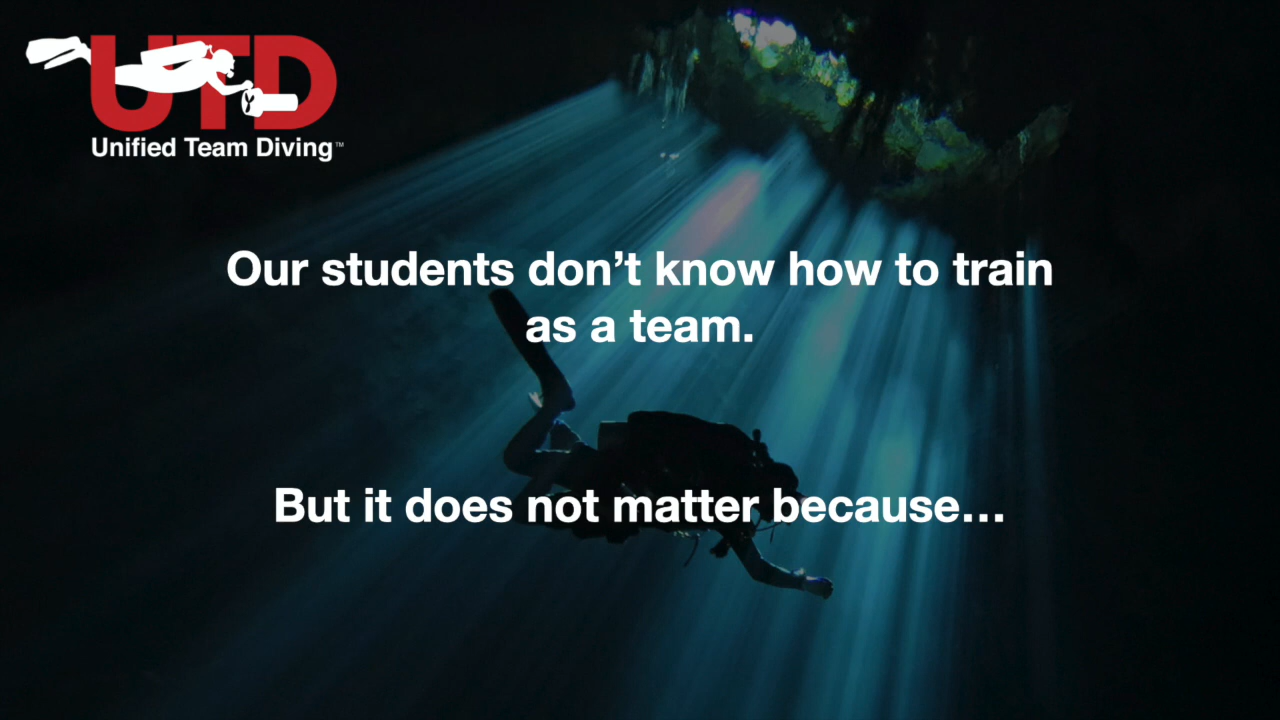 UTD
Unified Team Diving™
Our students don’t know how to train
as a team.
But it does not matter because…